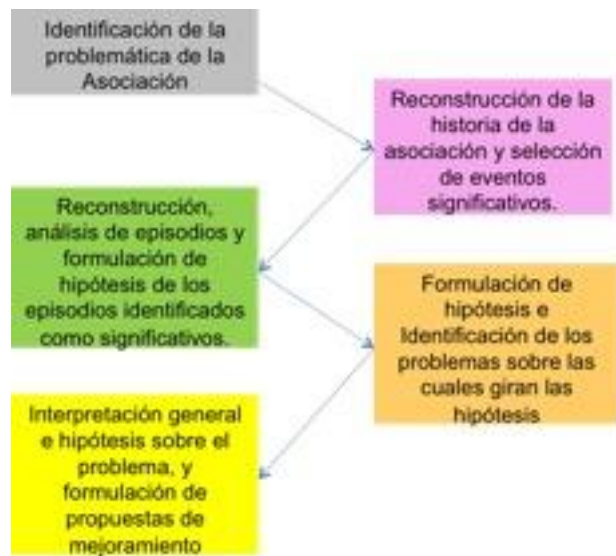 Identificación de la
problemática de la
Asociación
Reconstrucción de la
historia de la
asociación y selección
de eventos
significativos.
Reconstrucción,
análisis de episodios y
formulación de
hipótesis de los
episodios identificados
como significativos.
Formulación de
hipótesis e
Identificación de los
problemas sobre las
cuales giran las
hipótesis
Interpretación general
e hipótesis sobre el
problema, y
formulación de
propuestas de
mejoramiento